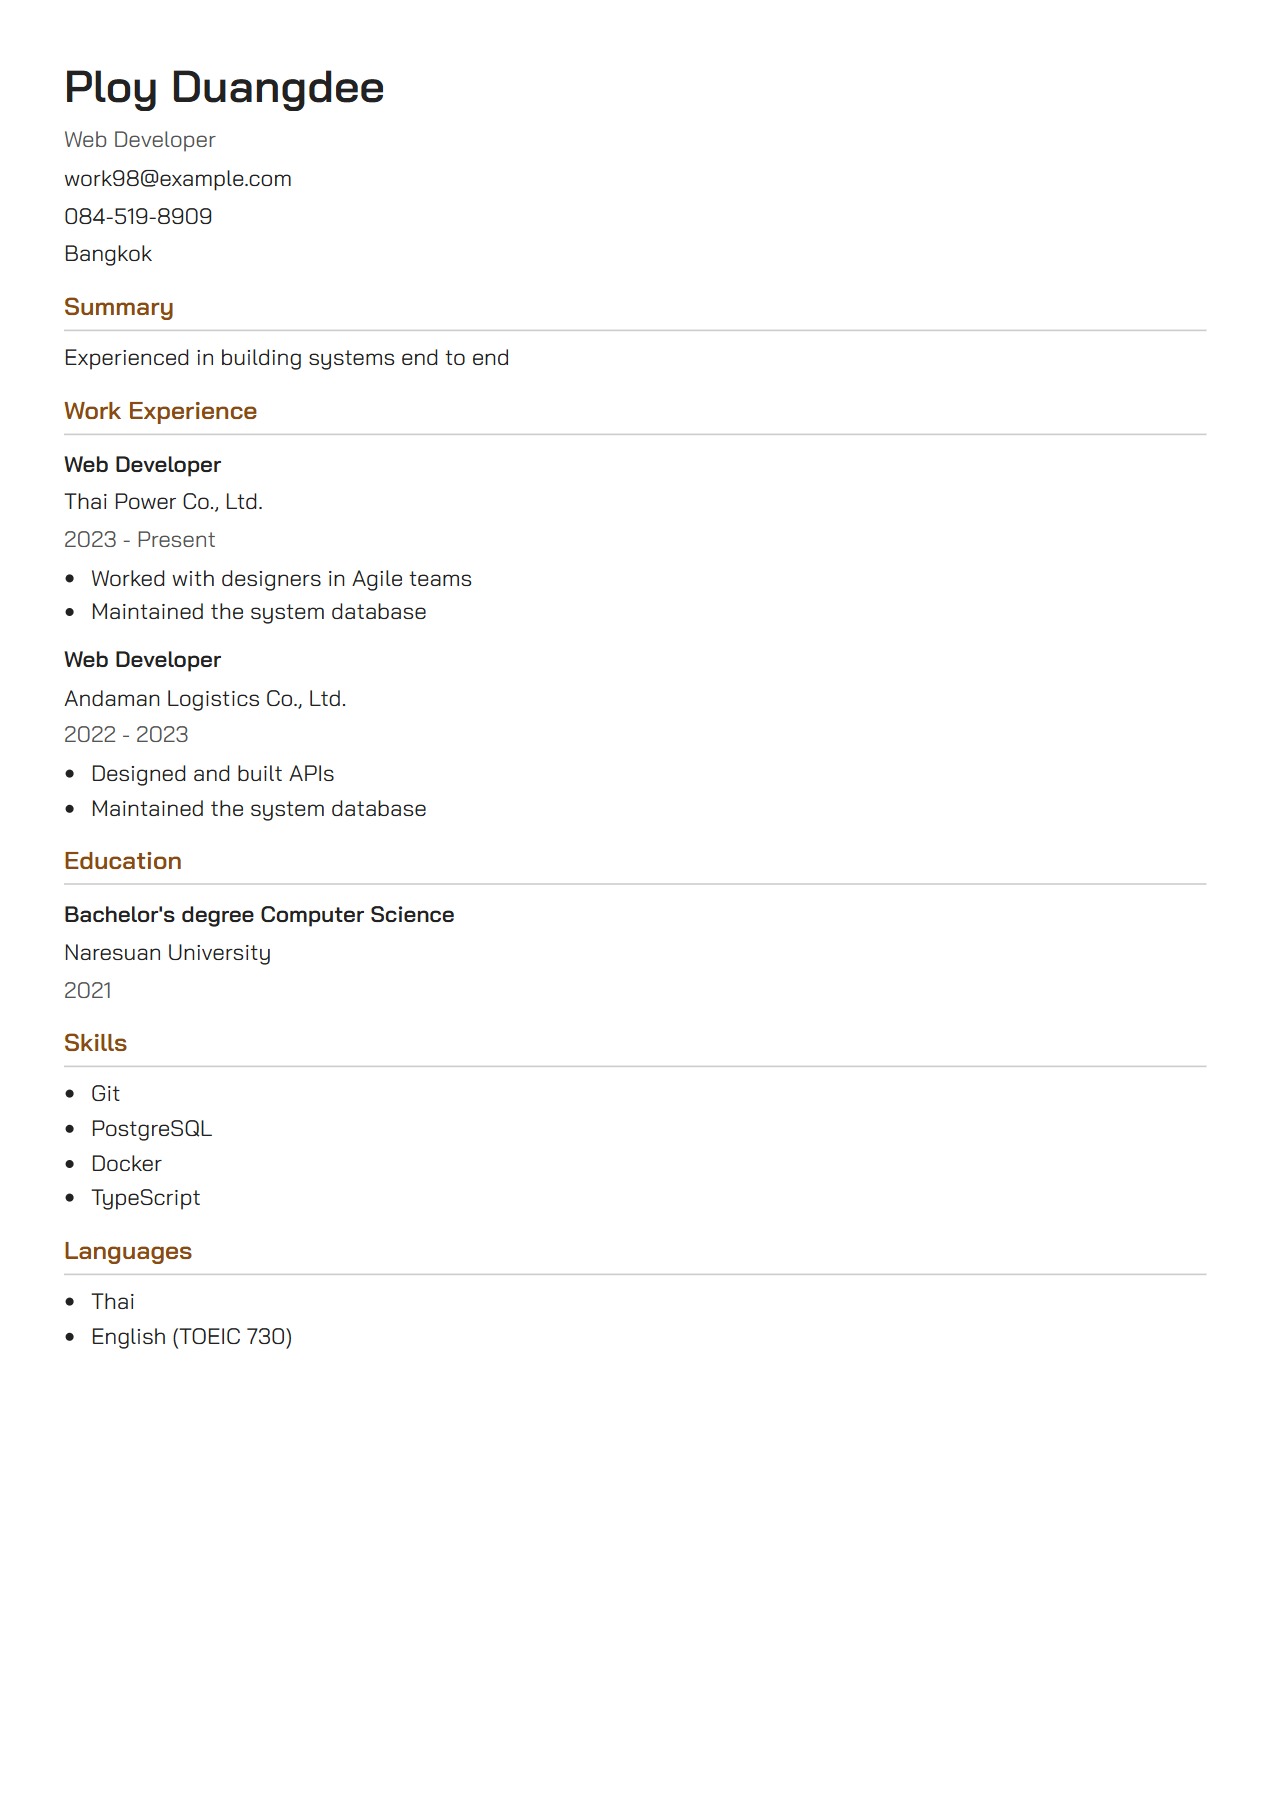 Ploy Duangdee
Web Developer
work98@example.com
084-519-8909
Bangkok
Summary
Experienced in building systems end to end
Work Experience
Web Developer
Thai Power Co., Ltd.
2023 - Present
• Worked with designers in Agile teams
• Maintained the system database
Web Developer
Andaman Logistics Co., Ltd.
2022 - 2023
• Designed and built APIs
• Maintained the system database
Education
Bachelor's degree Computer Science
Naresuan University
2021
Skills
• Git
• PostgreSQL
• Docker
• TypeScript
Languages
• Thai
• English (TOEIC 730)